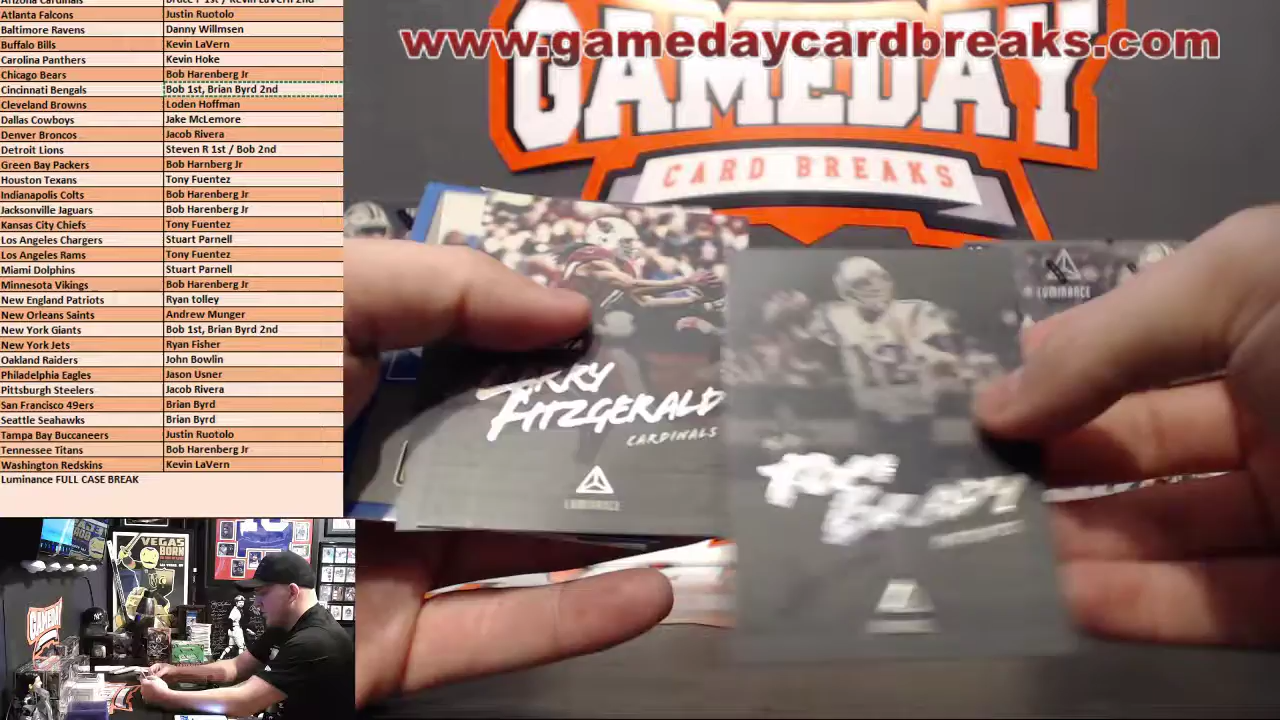 Atlanta Falcons Justin Ruotolo
Baltimore Ravens Danny Willmsen
Buffalo Bills Kevin LaVern
Carolina Panthers Kevin Hoke
Chicago Bears Bob Harenberg Jr
Cincinnati Bengals Bob 1st, Brian Byrd 2nd
Cleveland Browns Loden Hoffman
Dallas Cowboys Jake McLemore
Denver Broncos Jacob Rivera
Detroit Lions Steven R 1st / Bob 2nd
Green Bay Packers Bob Harnberg Jr
Houston Texans Tony Fuentez
Indianapolis Colts Bob Harenberg Jr
Jacksonville Jaguars Bob Harenberg Jr
Kansas City Chiefs Tony Fuentez
Los Angeles Chargers Stuart Parnell
Los Angeles Rams Tony Fuentez
Miami Dolphins Stuart Parnell
Minnesota Vikings Bob Harenberg Jr
New England Patriots Ryan tolley
New Orleans Saints Andrew Munger
New York Giants Bob 1st, Brian Byrd 2nd
New York Jets Ryan Fisher
Oakland Raiders John Bowlin
Philadelphia Eagles Jason Usner
Pittsburgh Steelers Jacob Rivera
San Francisco 49ers Brian Byrd
Seattle Seahawks Brian Byrd
Tampa Bay Buccaneers Justin Ruotolo
Tennessee Titans Bob Harenberg Jr
Washington Redskins Kevin LaVern
Luminance FULL CASE BREAK
www.gamedaycardbreaks.com
GAMEDAY
CARD BREAKS
LARRY
FITZGERALD
CARDINALS
LUMINANCE
TOM
BRADY
LUMINANCE
VEGAS
BORN
GAMEDAY